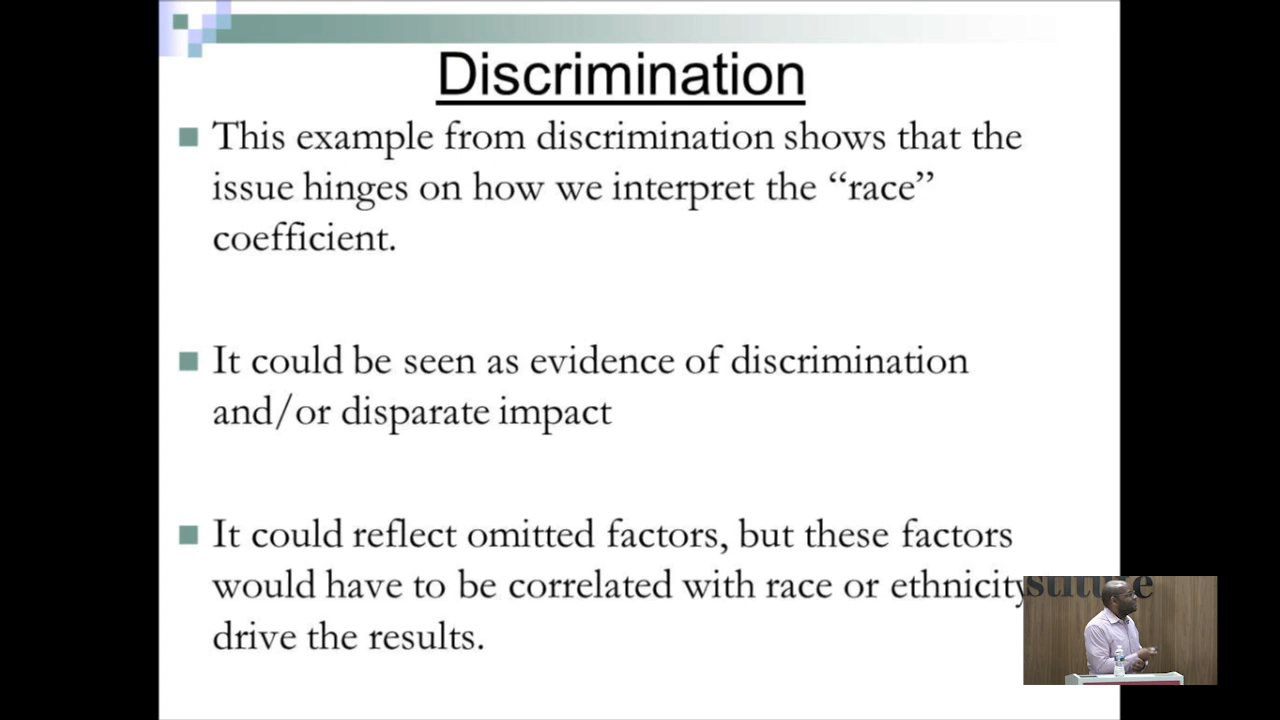 Discrimination
This example from discrimination shows that the
issue hinges on how we interpret the “race”
coefficient.
It could be seen as evidence of discrimination
and/or disparate impact
It could reflect omitted factors, but these factors
would have to be correlated with race or ethnicity
drive the results.